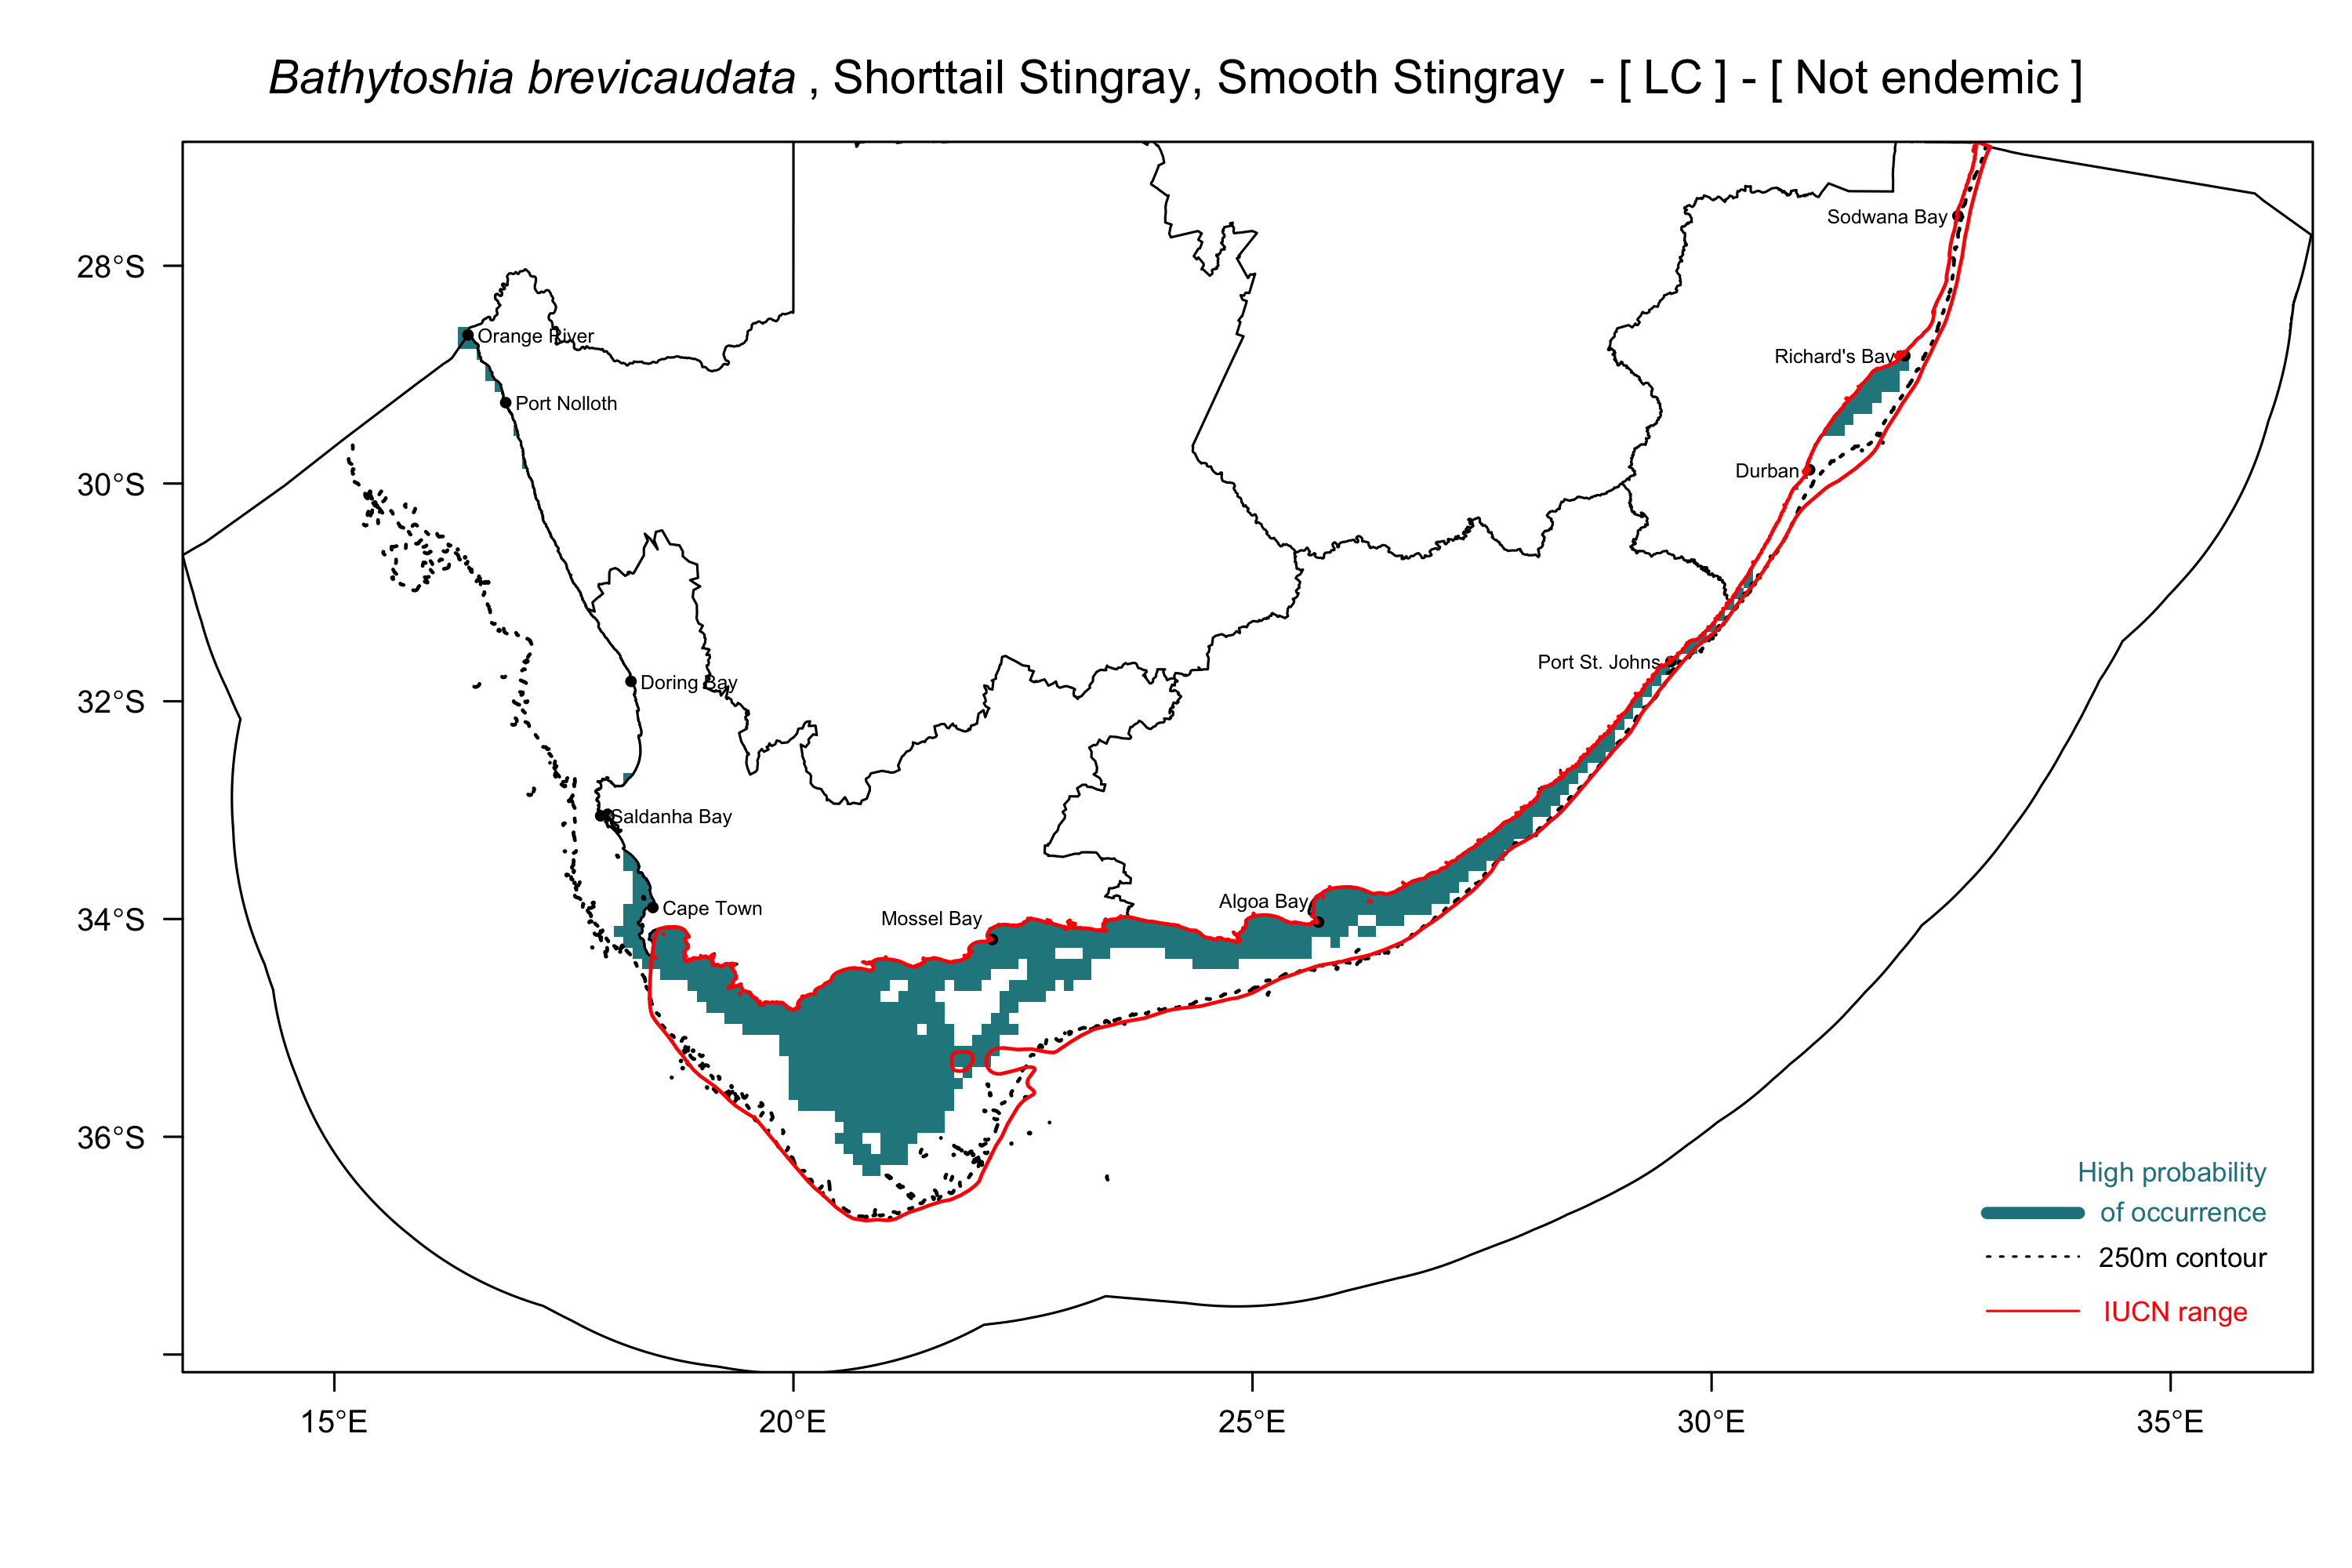 Bathytoshia brevicaudata , Shorttail Stingray, Smooth Stingray - [ LC ] - [ Not endemic ]
Sodwana Bay
28°S
Orange River
Richard's Bay
Port Nolloth
Durban
30°S
Port St. Johns
Doring Bay
32°S
Saldanha Bay
Algoa Bay
Cape Town
Mossel Bay
34°S
36°S
High probability
of occurrence
250m contour
IUCN range
15°E
20°E
25°E
30°E
35°E